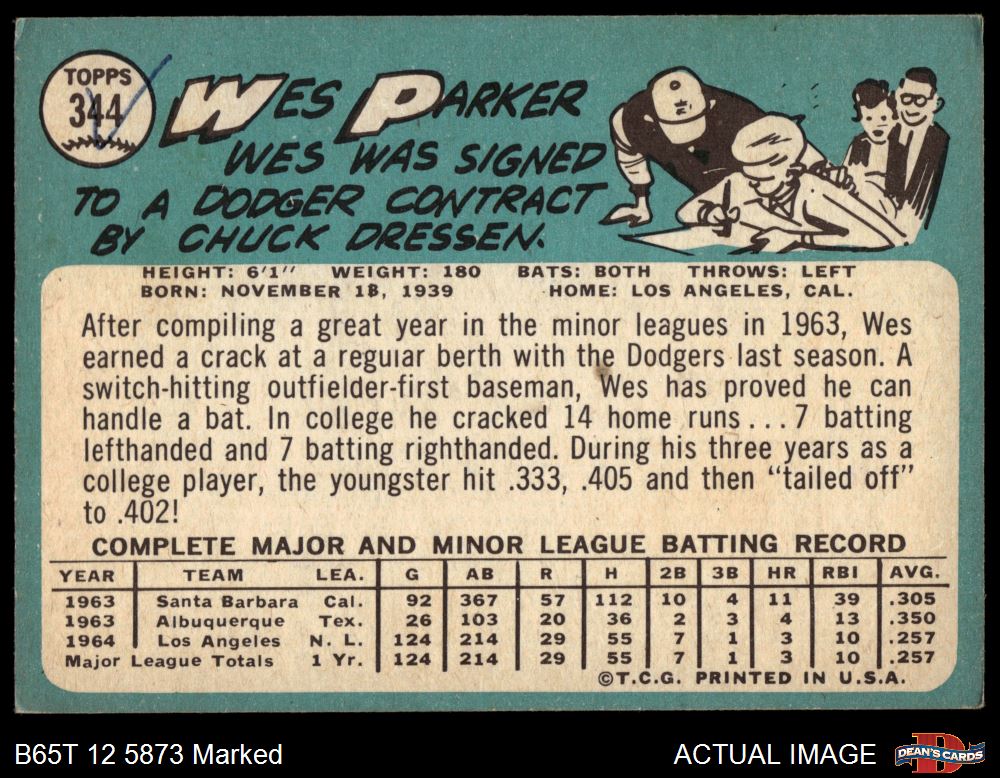 TOPPS
344
WES PARKER
WES WAS SIGNED
TO A DODGER CONTRACT
BY CHUCK DRESSEN.
HEIGHT: 6'1" WEIGHT: 180 BATS: BOTH THROWS: LEFT
BORN: NOVEMBER 18, 1939 HOME: LOS ANGELES, CAL.
After compiling a great year in the minor leagues in 1963, Wes
earned a crack at a regular berth with the Dodgers last season. A
switch-hitting outfielder-first baseman, Wes has proved he can
handle a bat. In college he cracked 14 home runs...7 batting
lefthanded and 7 batting righthanded. During his three years as a
college player, the youngster hit .333, .405 and then "tailed off"
to .402!
COMPLETE MAJOR AND MINOR LEAGUE BATTING RECORD
YEAR TEAM LEA. G AB R H 2B 3B HR RBI AVG.
1963 Santa Barbara Cal. 92 367 57 112 10 4 11 39 .305
1963 Albuquerque Tex. 26 103 20 36 2 3 4 13 .350
1964 Los Angeles N. L. 124 214 29 55 7 1 3 10 .257
Major League Totals 1 Yr. 124 214 29 55 7 1 3 10 .257
©T.C.G. PRINTED IN U.S.A.
B65T 12 5873 Marked
ACTUAL IMAGE
DEAN'S CARDS